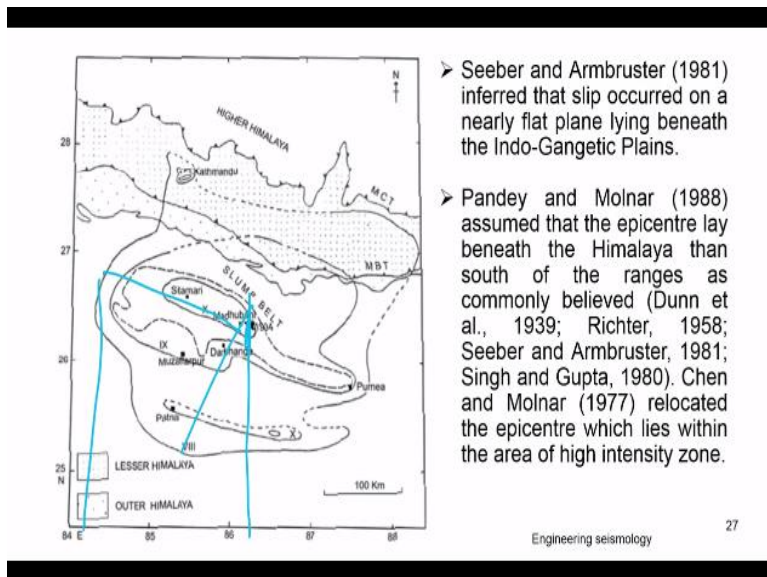 N
HIGHER HIMALAYA
28
Kathmandu
MCT
27
MBT
SLUMP BELT
Sitamari
X
Madhubani
1934
26
IX
Darbhanga
Muzaffarpur
Purnea
Patna
X
VIII
25
N
LESSER HIMALAYA
OUTER HIMALAYA
100 Km
84 E
85
86
87
88
➤ Seeber and Armbruster (1981)
inferred that slip occurred on a
nearly flat plane lying beneath
the Indo-Gangetic Plains.
➤ Pandey and Molnar (1988)
assumed that the epicentre lay
beneath the Himalaya than
south of the ranges as
commonly believed (Dunn et
al., 1939; Richter, 1958;
Seeber and Armbruster, 1981;
Singh and Gupta, 1980). Chen
and Molnar (1977) relocated
the epicentre which lies within
the area of high intensity zone.
Engineering seismology
27